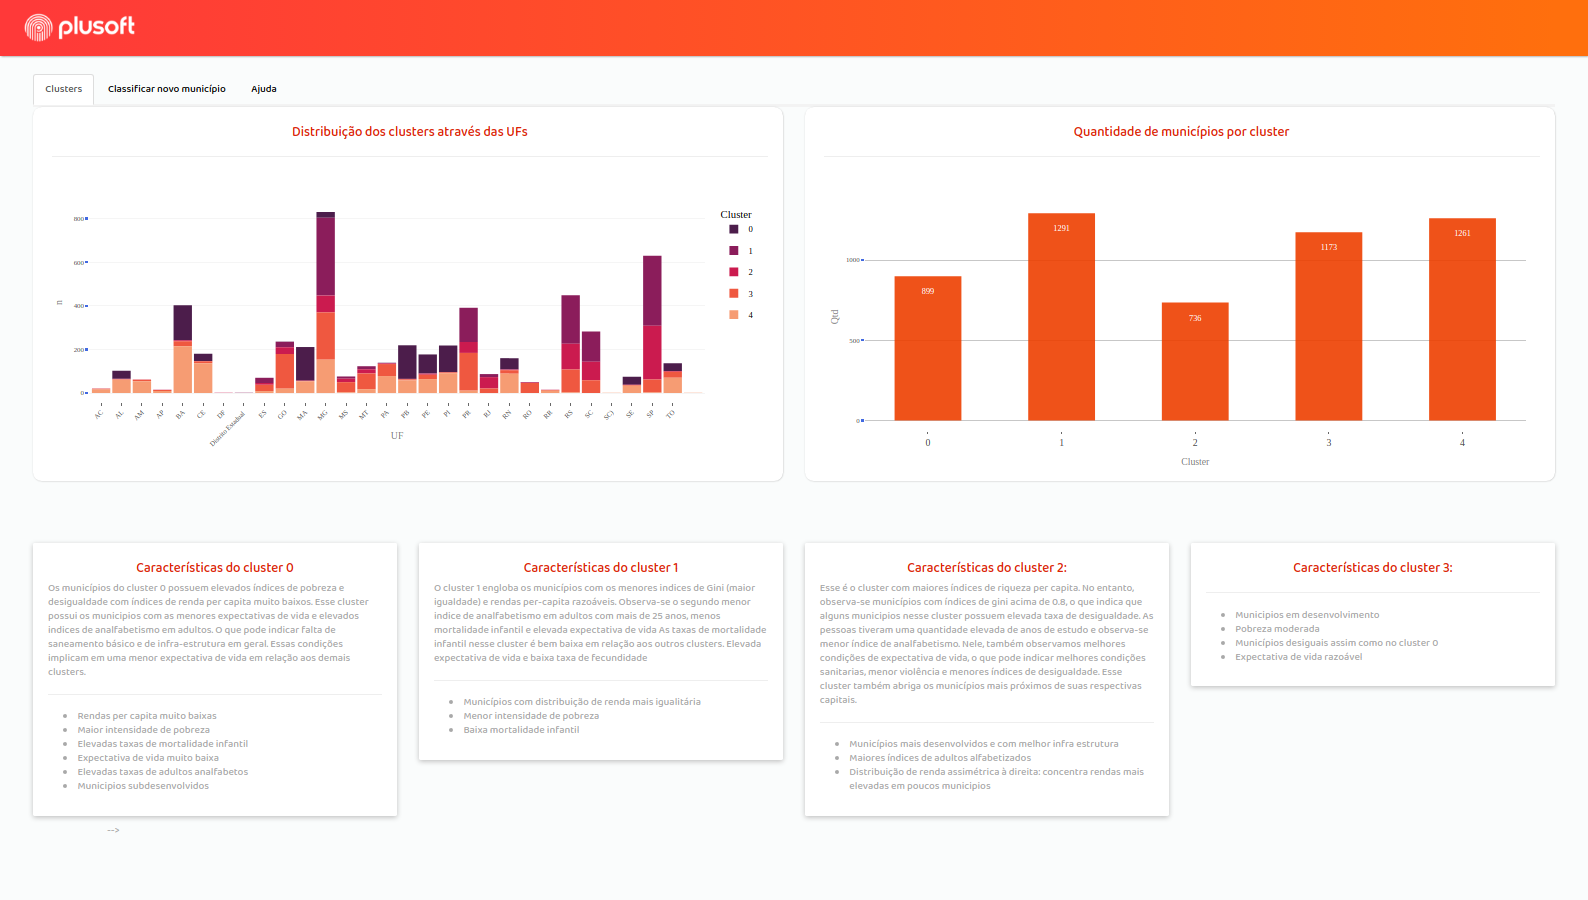 plusoft
Clusters
Classificar novo município
Ajuda
Distribuição dos clusters através das UFs
800
600
400
200
0
n
AC
AL
AM
AP
BA
CE
DF
Distrito Estadual
ES
GO
MA
MG
MS
MT
PA
PB
PE
PI
PR
RJ
RN
RO
RR
RS
SC
SC)
SE
SP
TO
UF
Cluster
0
1
2
3
4
Quantidade de municípios por cluster
1000
500
0
Qtd
899
1291
736
1173
1261
0
1
2
3
4
Cluster
Características do cluster 0
Os municípios do cluster 0 possuem elevados índices de pobreza e
desigualdade com índices de renda per capita muito baixos. Esse cluster
possui os municipios com as menores expectativas de vida e elevados
indices de analfabetismo em adultos. O que pode indicar falta de
saneamento básico e de infra-estrutura em geral. Essas condições
implicam em uma menor expectativa de vida em relação aos demais
clusters.
Rendas per capita muito baixas
Maior intensidade de pobreza
Elevadas taxas de mortalidade infantil
Expectativa de vida muito baixa
Elevadas taxas de adultos analfabetos
Municipios subdesenvolvidos
-->
Características do cluster 1
O cluster 1 engloba os municípios com os menores indices de Gini (maior
igualdade) e rendas per-capita razoáveis. Observa-se o segundo menor
indice de analfabetismo em adultos com mais de 25 anos, menos
mortalidade infantil e elevada expectativa de vida As taxas de mortalidade
infantil nesse cluster é bem baixa em relação aos outros clusters. Elevada
expectativa de vida e baixa taxa de fecundidade
Municípios com distribuição de renda mais igualitária
Menor intensidade de pobreza
Baixa mortalidade infantil
Características do cluster 2:
Esse é o cluster com maiores índices de riqueza per capita. No entanto,
observa-se municípios com índices de gini acima de 0.8, o que indica que
alguns municípios nesse cluster possuem elevada taxa de desigualdade. As
pessoas tiveram uma quantidade elevada de anos de estudo e observa-se
menor índice de analfabetismo. Nele, também observamos melhores
condições de expectativa de vida, o que pode indicar melhores condições
sanitarias, menor violência e menores índices de desigualdade. Esse
cluster também abriga os municípios mais próximos de suas respectivas
capitais.
Municípios mais desenvolvidos e com melhor infra estrutura
Maiores índices de adultos alfabetizados
Distribuição de renda assimétrica à direita: concentra rendas mais
elevadas em poucos municipios
Características do cluster 3:
Municipios em desenvolvimento
Pobreza moderada
Municípios desiguais assim como no cluster 0
Expectativa de vida razoável